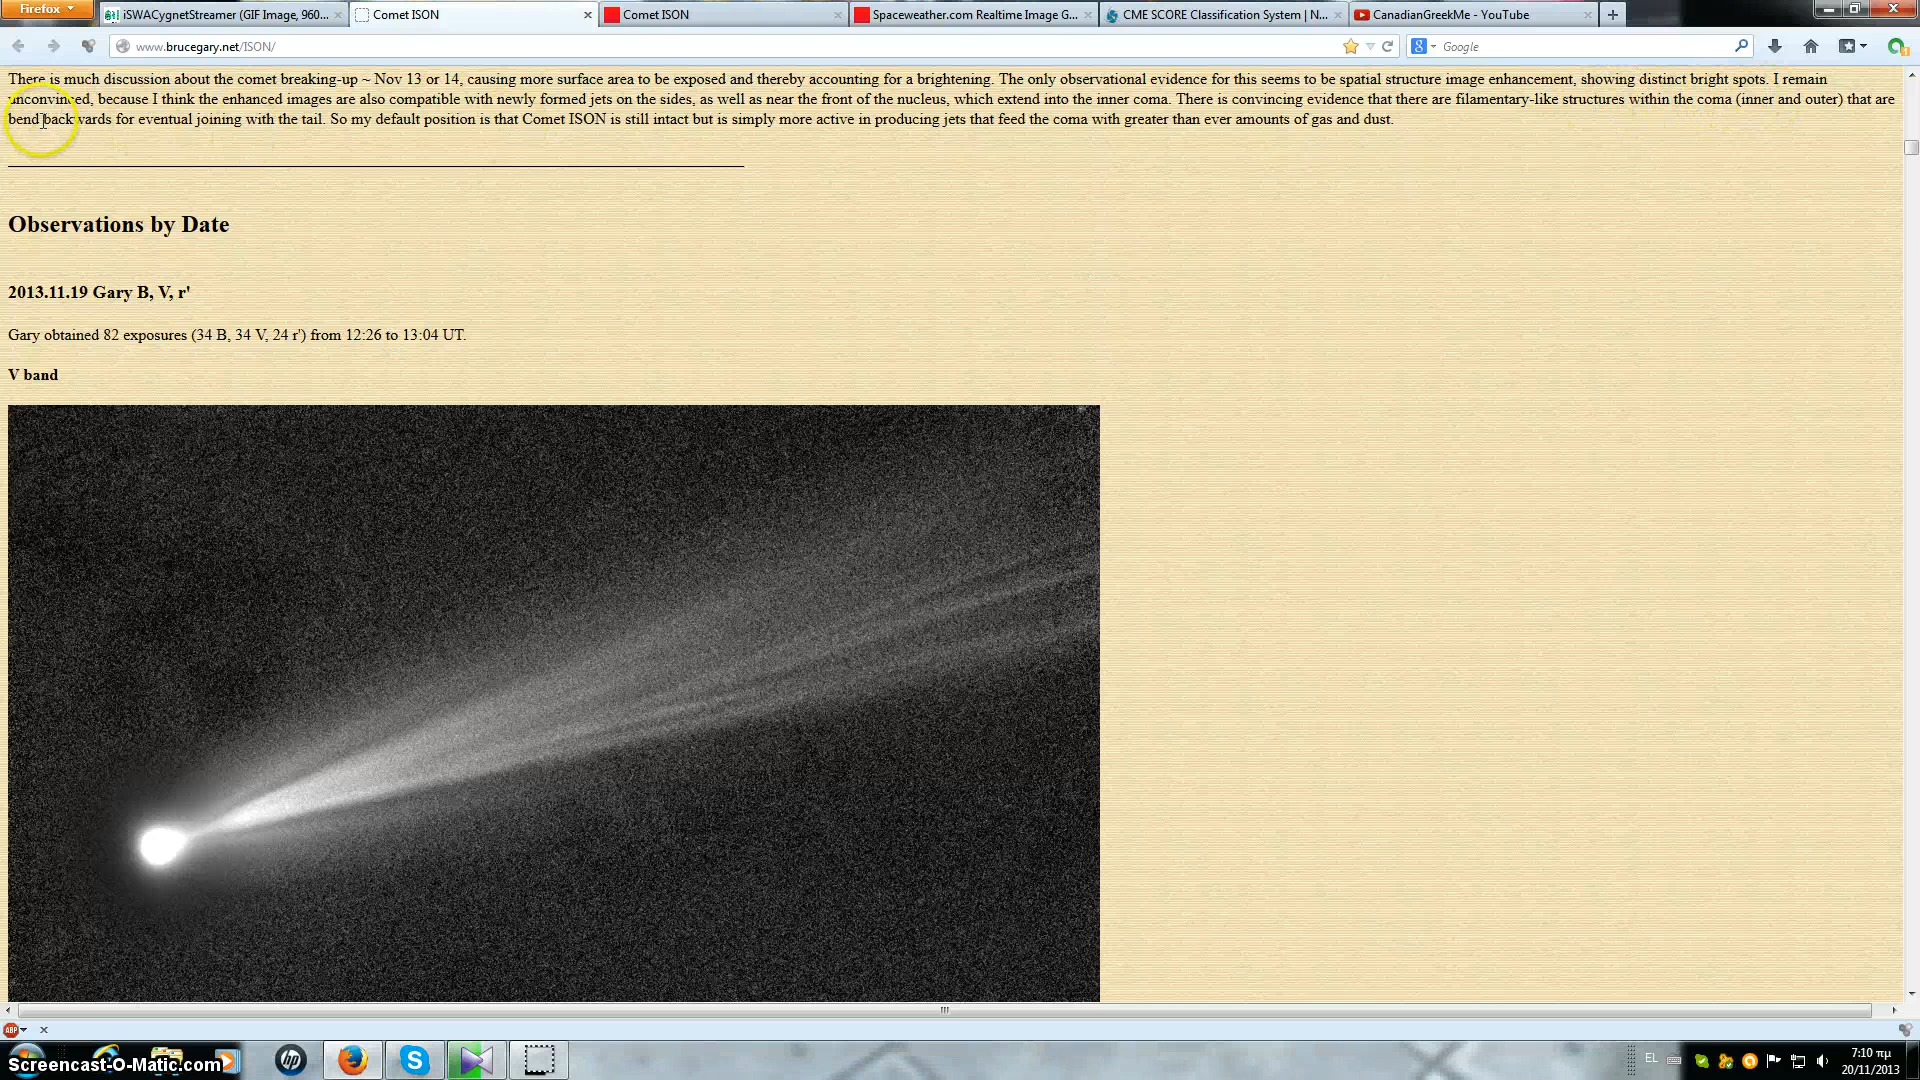 Firefox
iSWACygnetStreamer (GIF Image, 960...
Comet ISON
Comet ISON
Spaceweather.com Realtime Image G...
CME SCORE Classification System | N...
CanadianGreekMe - YouTube
www.brucegary.net/ISON/
Google
There is much discussion about the comet breaking-up ~ Nov 13 or 14, causing more surface area to be exposed and thereby accounting for a brightening. The only observational evidence for this seems to be spatial structure image enhancement, showing distinct bright spots. I remain
unconvinced, because I think the enhanced images are also compatible with newly formed jets on the sides, as well as near the front of the nucleus, which extend into the inner coma. There is convincing evidence that there are filamentary-like structures within the coma (inner and outer) that are
bend backwards for eventual joining with the tail. So my default position is that Comet ISON is still intact but is simply more active in producing jets that feed the coma with greater than ever amounts of gas and dust.
Observations by Date
2013.11.19 Gary B, V, r'
Gary obtained 82 exposures (34 B, 34 V, 24 r') from 12:26 to 13:04 UT.
V band
ABP
Screencast-O-Matic.com
hp
EL
7:10 πμ
20/11/2013